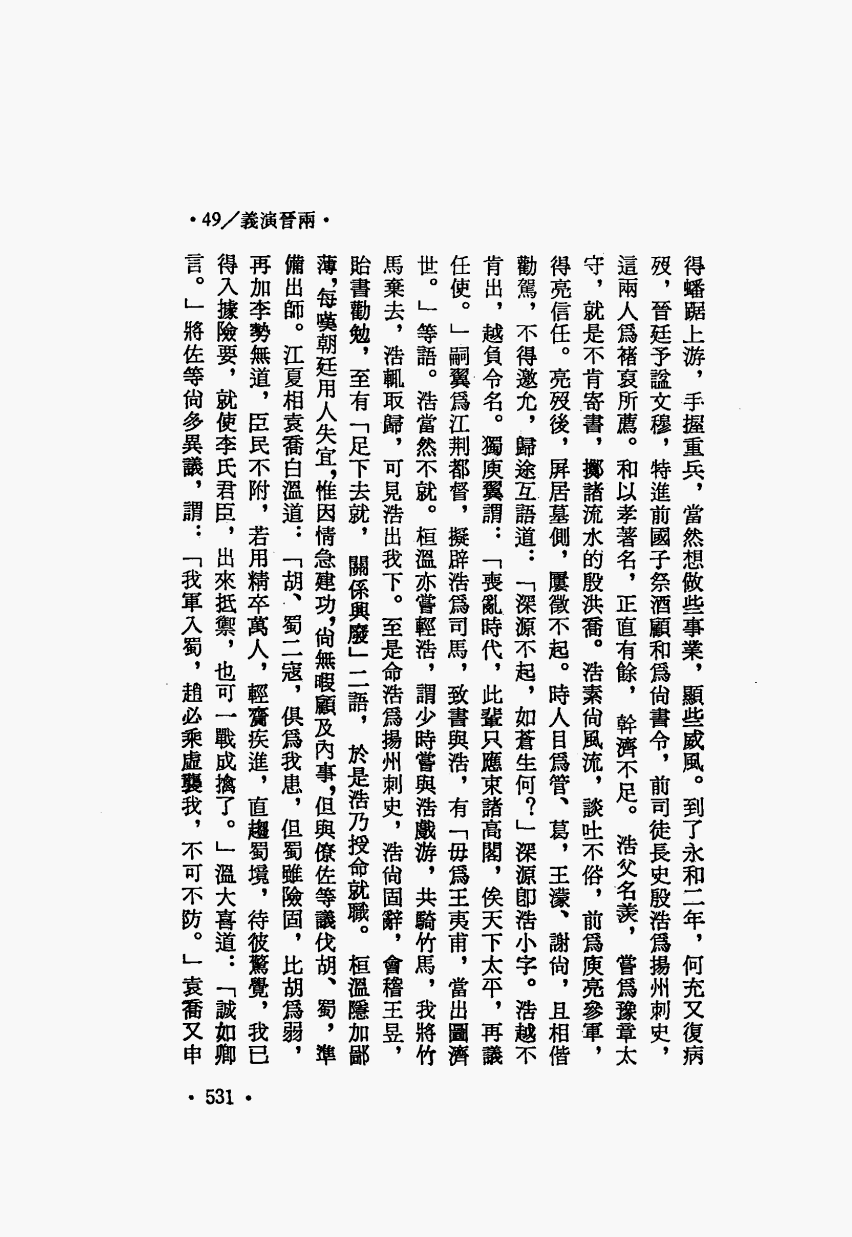 •49／義演晉兩•
得蟠踞上游，手握重兵，當然想做些事業，顯些威風。到了永和二年，何充又復病
歿，晉廷予諡文穆，特進前國子祭酒顧和爲尙書令，前司徒長史殷浩爲揚州刺史，
這兩人爲褚裒所薦。和以孝著名，正直有餘，幹濟不足。浩父名羨，嘗爲豫章太
守，就是不肯寄書，擲諸流水的殷洪喬。浩素尙風流，談吐不俗，前爲庾亮參軍，
得亮信任。亮歿後，屏居墓側，屢徵不起。時人目爲管、葛，王濛、謝尙，且相偕
勸駕，不得邀允，歸途互語道：「深源不起，如蒼生何？」深源卽浩小字。浩越不
肯出，越負令名。獨庾翼謂：「喪亂時代，此輩只應束諸高閣，俟天下太平，再議
任使。」嗣翼爲江荆都督，擬辟浩爲司馬，致書與浩，有「毋爲王夷甫，當出圖濟
世。」等語。浩當然不就。桓溫亦嘗輕浩，謂少時嘗與浩戲游，共騎竹馬，我將竹
馬棄去，浩輒取歸，可見浩出我下。至是命浩爲揚州刺史，浩尙固辭，會稽王昱，
貽書勸勉，至有「足下去就，關係興廢」二語，於是浩乃授命就職。桓溫隱加鄙
薄，每嘆朝廷用人失宜，惟因情急建功，尙無暇顧及內事，但與僚佐等議伐胡、蜀，準
備出師。江夏相袁喬白溫道：「胡、蜀二寇，俱爲我患，但蜀雖險固，比胡爲弱，
再加李勢無道，臣民不附，若用精卒萬人，輕齎疾進，直趨蜀境，待彼驚覺，我已
得入據險要，就使李氏君臣，出來抵禦，也可一戰成擒了。」溫大喜道：「誠如卿
言。」將佐等尙多異議，謂：「我軍入蜀，趙必乘虛襲我，不可不防。」袁喬又申
•531•